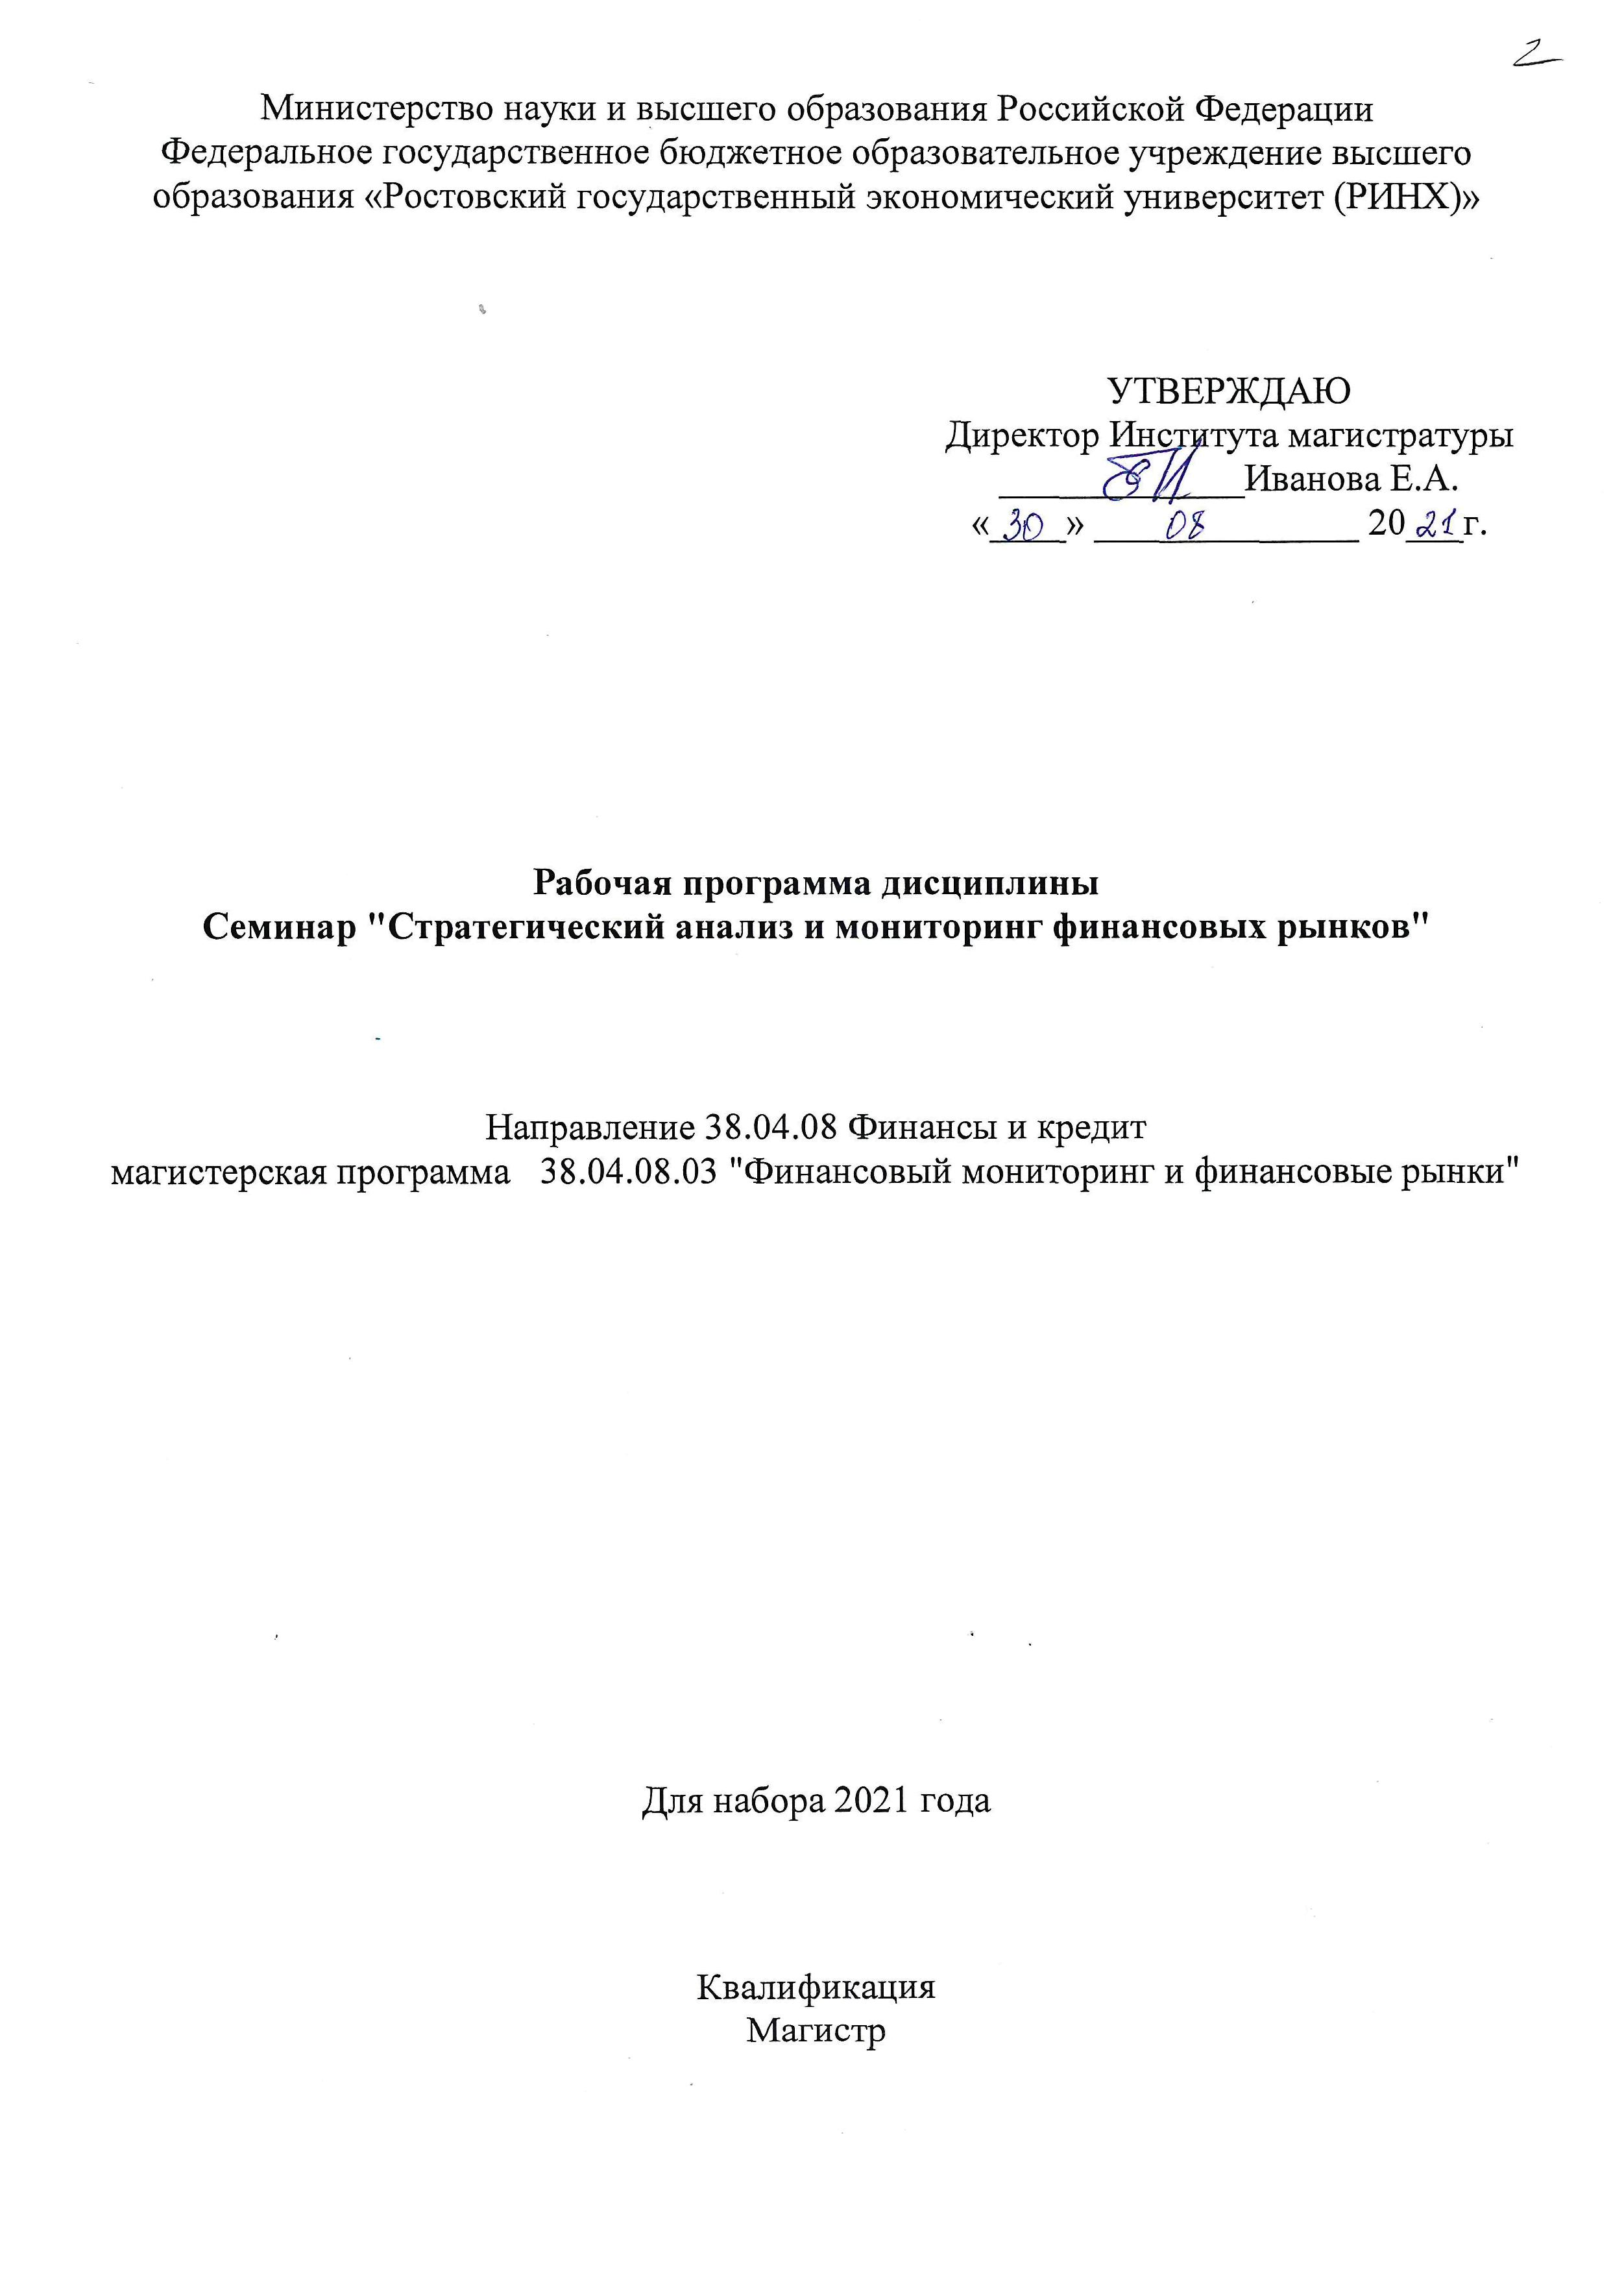 2
Министерство науки и высшего образования Российской Федерации
Федеральное государственное бюджетное образовательное учреждение высшего
образования «Ростовский государственный экономический университет (РИНХ)»
УТВЕРЖДАЮ
Директор Института магистратуры
_____________Иванова Е.А.
«30» 08 2021г.
Рабочая программа дисциплины
Семинар "Стратегический анализ и мониторинг финансовых рынков"
Направление 38.04.08 Финансы и кредит
магистерская программа 38.04.08.03 "Финансовый мониторинг и финансовые рынки"
Для набора 2021 года
Квалификация
Магистр